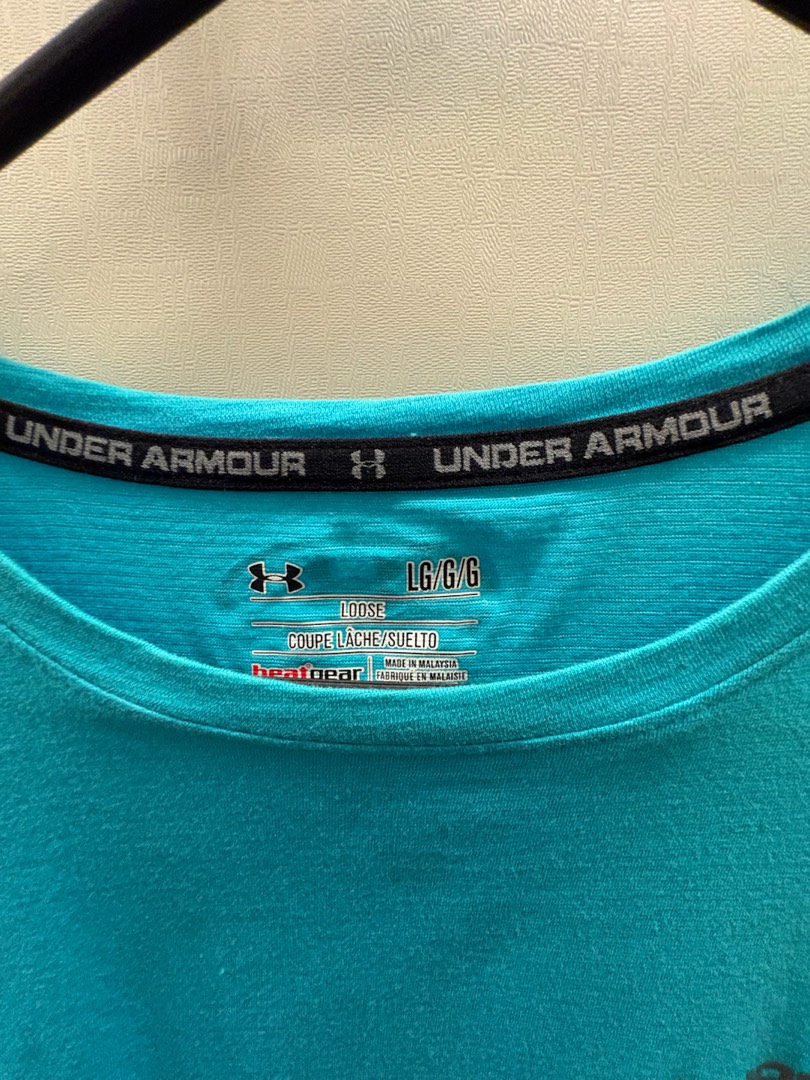 UNDER ARMOUR UNDER ARMOUR
LG/G/G
LOOSE
COUPE LÂCHE/SUELTO
heatgear
MADE IN MALAYSIA
FABRIQUE EN MALAISIE